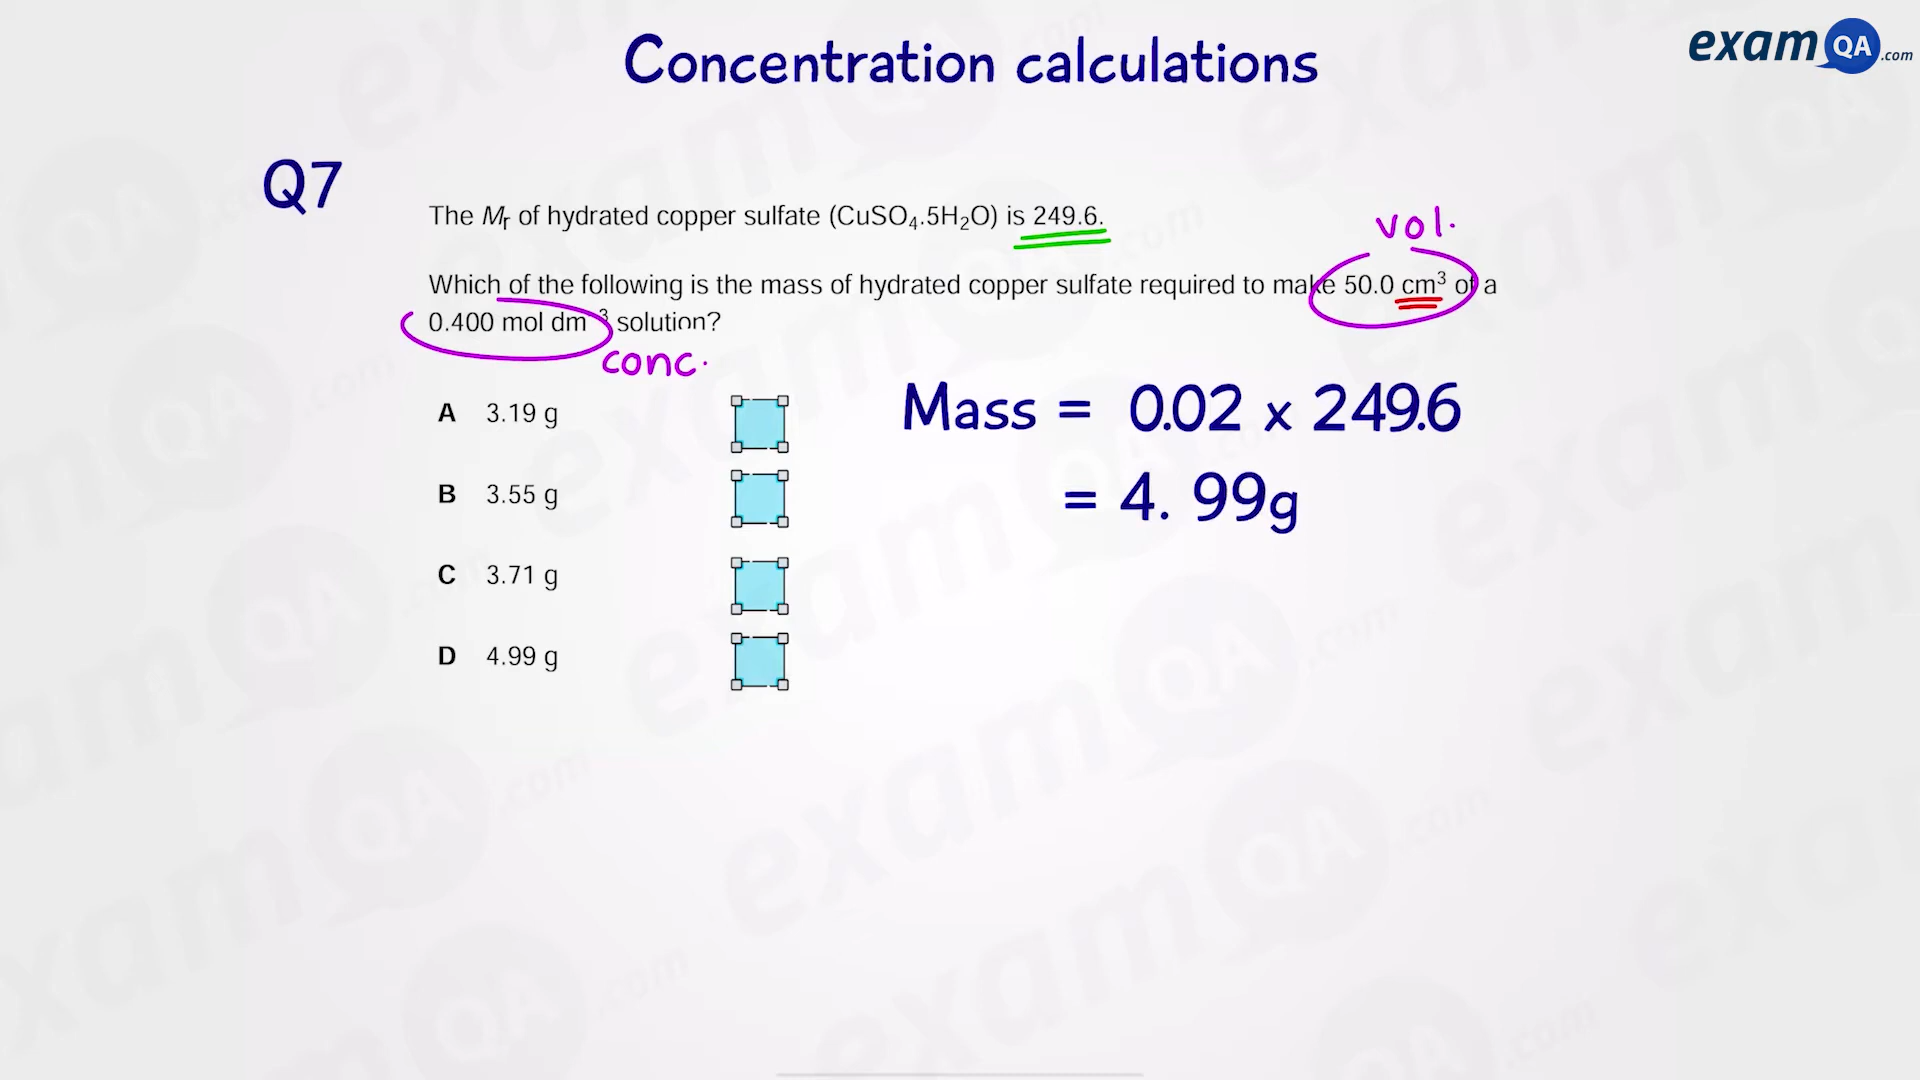 Concentration calculations
examQA.com
Q7
The Mr of hydrated copper sulfate (CuSO₄.5H₂O) is 249.6.
vol.
Which of the following is the mass of hydrated copper sulfate required to make 50.0 cm³ of a
0.400 mol dm ³ solution?
conc.
A 3.19 g
B 3.55 g
C 3.71 g
D 4.99 g
Mass = 0.02 x 249.6
= 4. 99g